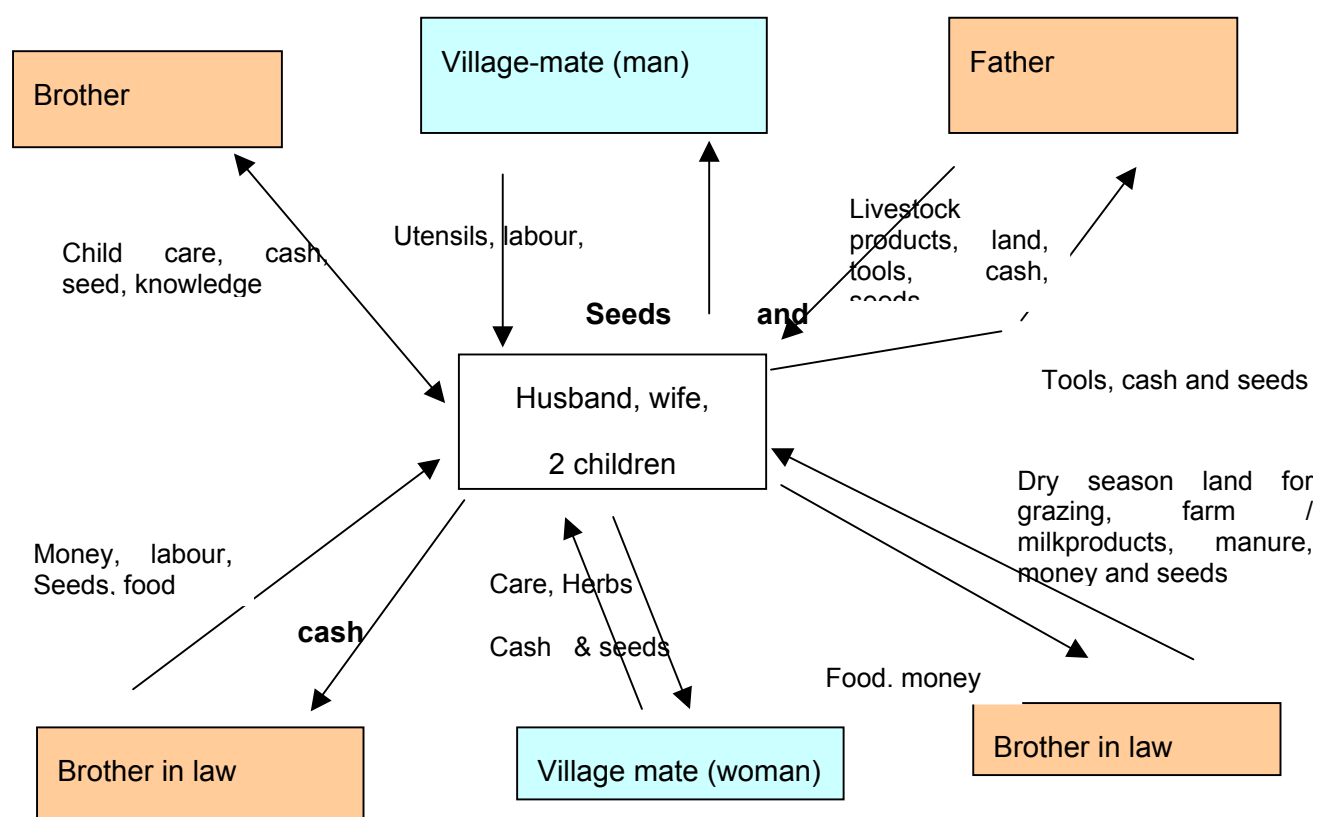 Brother
Village-mate (man)
Father
Child care, cash,
seed, knowledge
Utensils, labour,
Livestock
products, land,
tools, cash,
seeds
Seeds and
Husband, wife,
2 children
Tools, cash and seeds
Dry season land for
grazing, farm /
milkproducts, manure,
money and seeds
Money, labour,
Seeds, food
cash
Care, Herbs
Cash & seeds
Food. money
Brother in law
Village mate (woman)
Brother in law